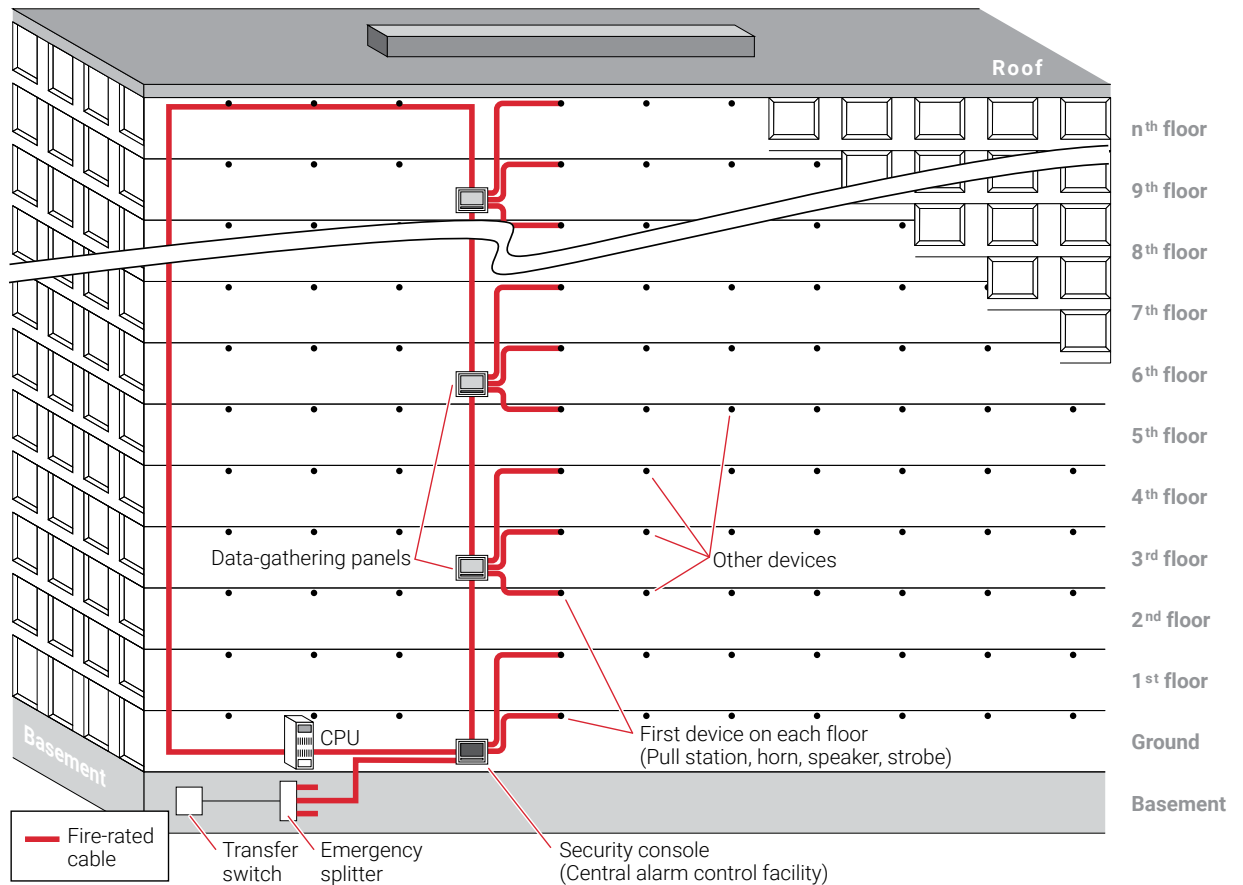 Roof
nᵗʰ floor
9ᵗʰ floor
8ᵗʰ floor
7ᵗʰ floor
6ᵗʰ floor
5ᵗʰ floor
4ᵗʰ floor
Data-gathering panels
Other devices
3ʳᵈ floor
2ⁿᵈ floor
1ˢᵗ floor
CPU
First device on each floor
(Pull station, horn, speaker, strobe)
Ground
Basement
Basement
Fire-rated
cable
Transfer
switch
Emergency
splitter
Security console
(Central alarm control facility)